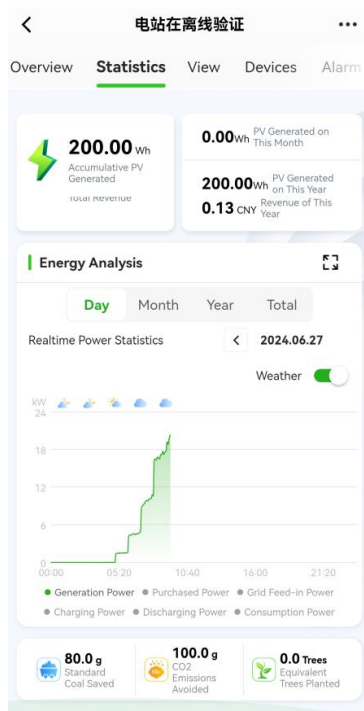 电站在离线验证
Overview Statistics View Devices Alarm
200.00 Wh
Accumulative PV
Generated
Total Revenue
0.00Wh PV Generated on
This Month
200.00Wh PV Generated
on This Year
0.13 CNY Revenue of This
Year
Energy Analysis
Day Month Year Total
Realtime Power Statistics 2024.06.27
Weather
kW
24
18
12
6
0
00:00 05:20 10:40 16:00 21:20
Generation Power Purchased Power Grid Feed-in Power
Charging Power Discharging Power Consumption Power
80.0 g
Standard
Coal Saved
100.0 g
CO2
Emissions
Avoided
0.0 Trees
Equivalent
Trees Planted